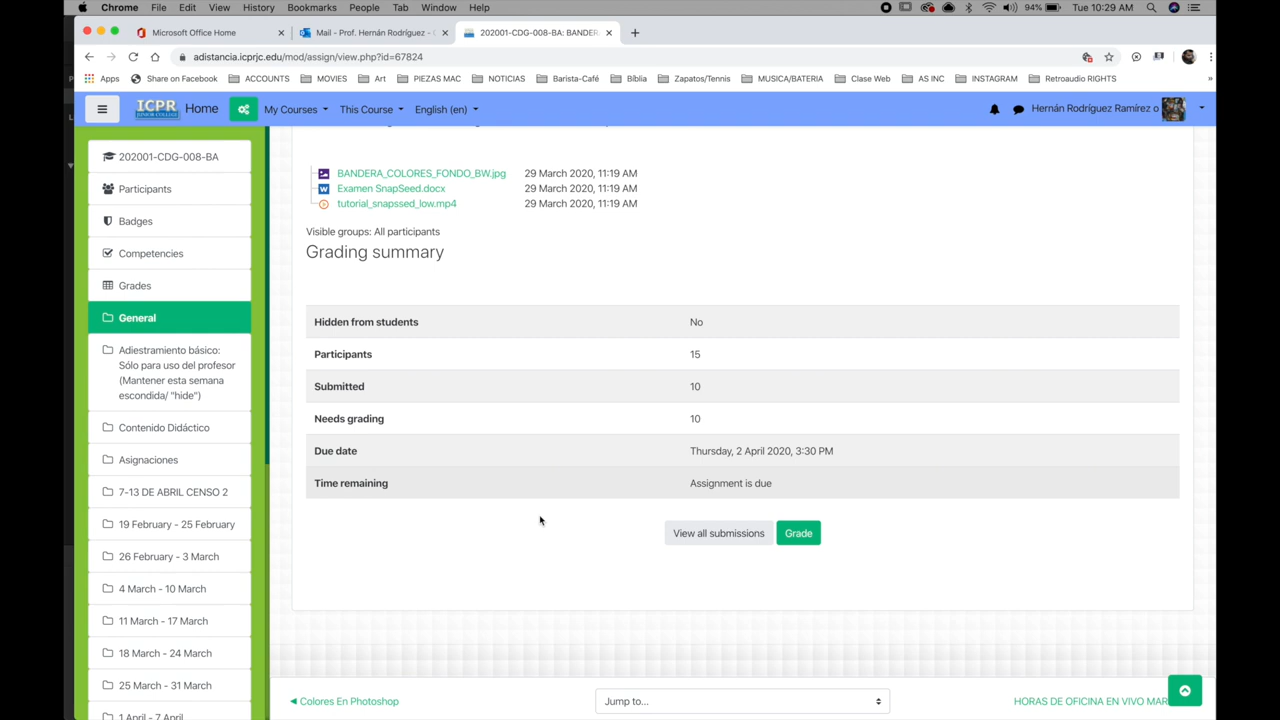 Chrome File Edit View History Bookmarks People Tab Window Help 94% Tue 10:29 AM
Microsoft Office Home Mail - Prof. Hernán Rodríguez - 202001-CDG-008-BA: BANDER
adistancia.icprjc.edu/mod/assign/view.php?id=67824
Apps Share on Facebook ACCOUNTS MOVIES Art PIEZAS MAC NOTICIAS Barista-Café Biblia Zapatos/Tennis MUSICA/BATERIA Clase Web AS INC INSTAGRAM Retroaudio RIGHTS »
ICPR JUNIOR COLLEGE Home My Courses This Course English (en) Hernán Rodríguez Ramírez o
202001-CDG-008-BA
Participants
Badges
Competencies
Grades
General
Adiestramiento básico:
Sólo para uso del profesor
(Mantener esta semana
escondida/ "hide")
Contenido Didáctico
Asignaciones
7-13 DE ABRIL CENSO 2
19 February - 25 February
26 February - 3 March
4 March - 10 March
11 March - 17 March
18 March - 24 March
25 March - 31 March
1 April - 7 April
BANDERA_COLORES_FONDO_BW.jpg 29 March 2020, 11:19 AM
Examen SnapSeed.docx 29 March 2020, 11:19 AM
tutorial_snapssed_low.mp4 29 March 2020, 11:19 AM
Visible groups: All participants
Grading summary
Hidden from students No
Participants 15
Submitted 10
Needs grading 10
Due date Thursday, 2 April 2020, 3:30 PM
Time remaining Assignment is due
View all submissions Grade
◄ Colores En Photoshop Jump to... HORAS DE OFICINA EN VIVO MAR